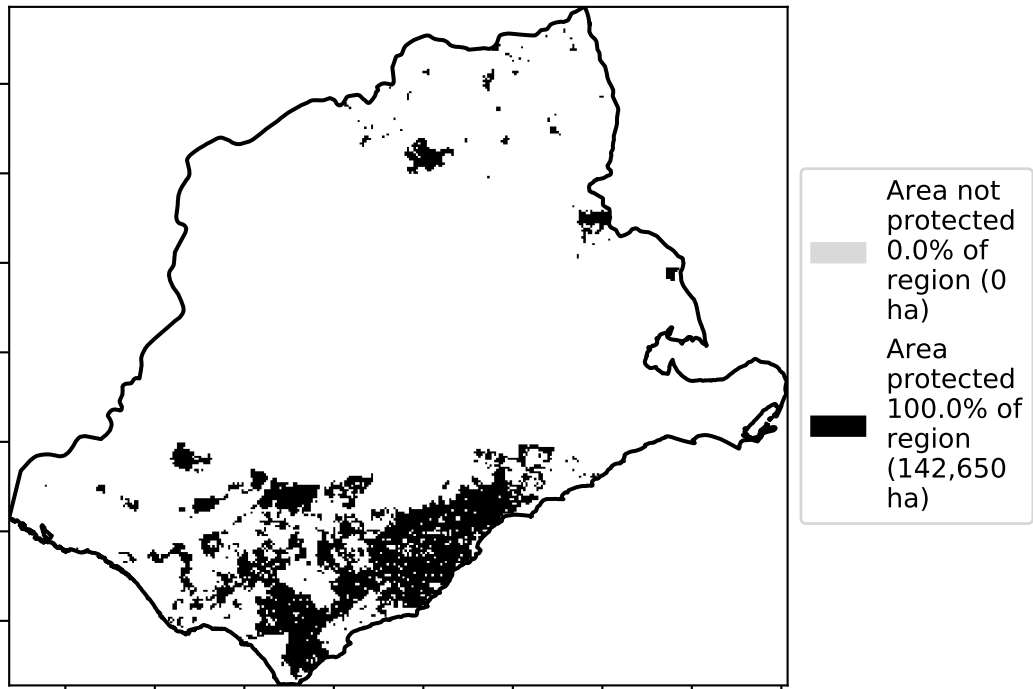 Area not
protected
0.0% of
region (0
ha)
Area
protected
100.0% of
region
(142,650
ha)